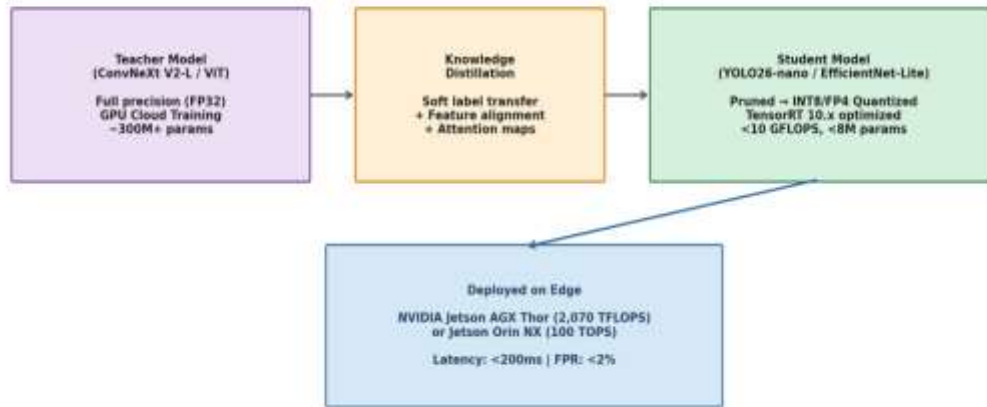 Teacher Model
(ConvNeXt V2-L / ViT)
Full precision (FP32)
GPU Cloud Training
~300M+ params
Knowledge
Distillation
Soft label transfer
+ Feature alignment
+ Attention maps
Student Model
(YOLO26-nano / EfficientNet-Lite)
Pruned → INT8/FP4 Quantized
TensorRT 10.x optimized
<10 GFLOPS, <8M params
Deployed on Edge
NVIDIA Jetson AGX Thor (2,070 TFLOPS)
or Jetson Orin NX (100 TOPS)
Latency: <200ms | FPR: <2%